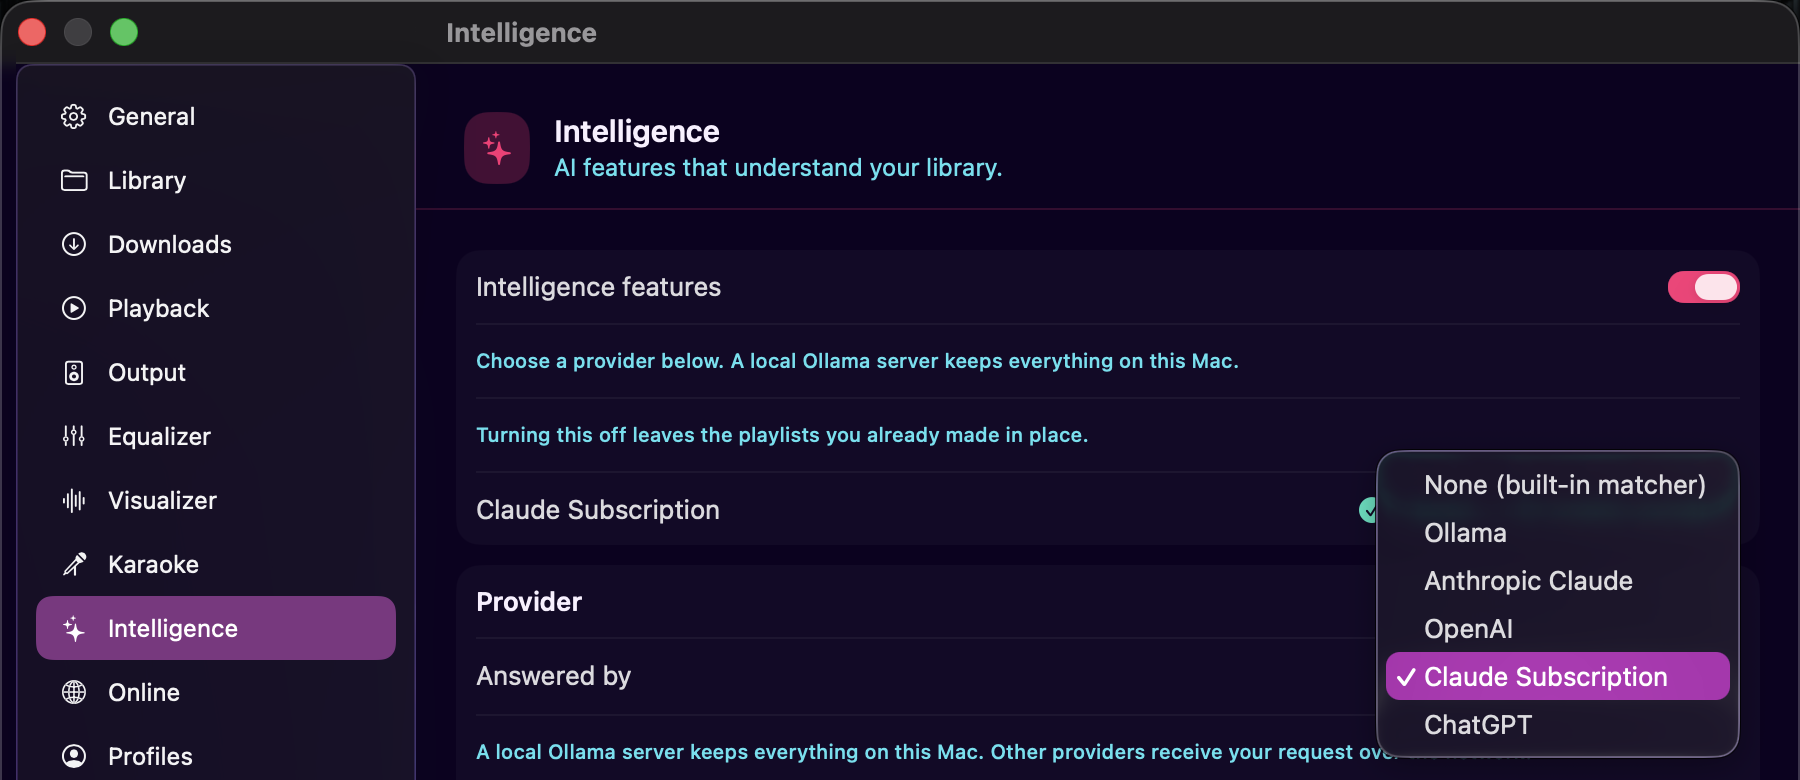 Intelligence
General
Library
Downloads
Playback
Output
Equalizer
Visualizer
Karaoke
Intelligence
Online
Profiles
Intelligence
AI features that understand your library.
Intelligence features
Choose a provider below. A local Ollama server keeps everything on this Mac.
Turning this off leaves the playlists you already made in place.
Claude Subscription
Provider
Answered by
A local Ollama server keeps everything on this Mac. Other providers receive your request
None (built-in matcher)
Ollama
Anthropic Claude
OpenAI
✓ Claude Subscription
ChatGPT